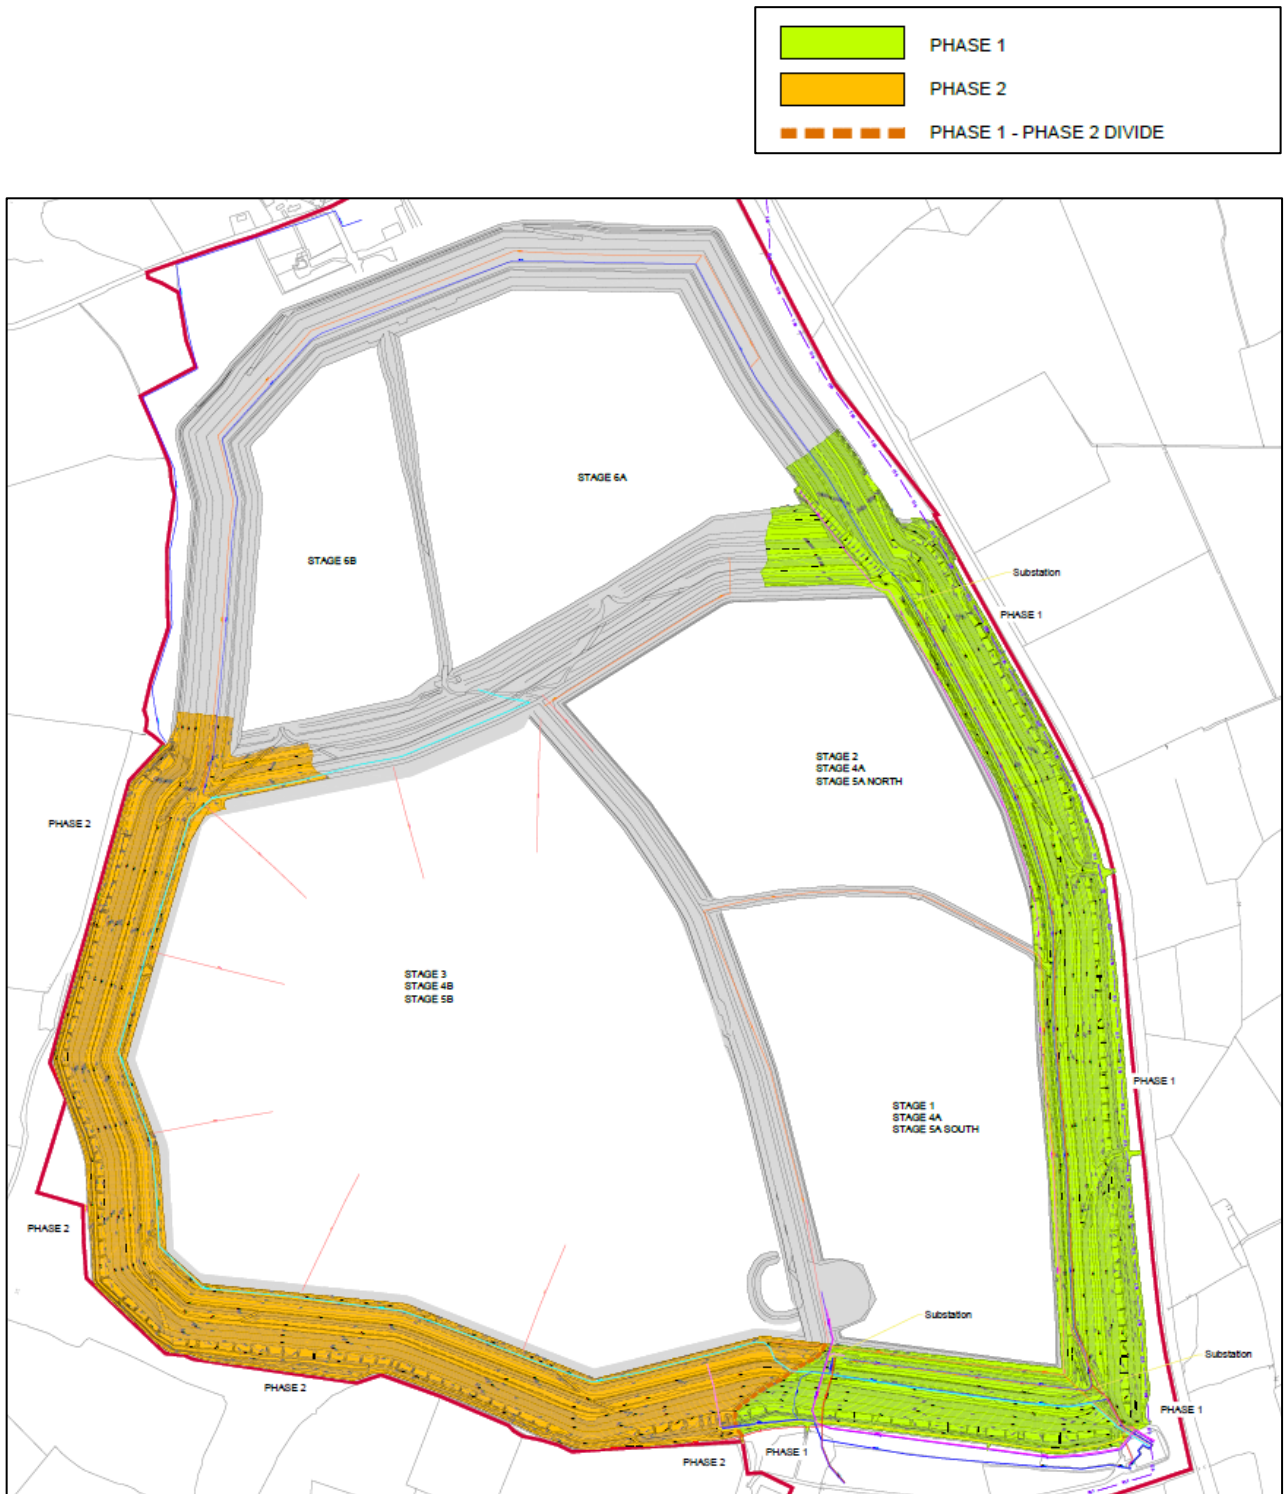 PHASE 1
PHASE 2
PHASE 1 - PHASE 2 DIVIDE
STAGE 6A
STAGE 6B
Substation
PHASE 1
STAGE 2
STAGE 4A
STAGE 5A NORTH
PHASE 2
STAGE 3
STAGE 4B
STAGE 5B
PHASE 1
STAGE 1
STAGE 4A
STAGE 5A SOUTH
PHASE 2
Substation
Substation
PHASE 2
PHASE 1
PHASE 1
PHASE 2